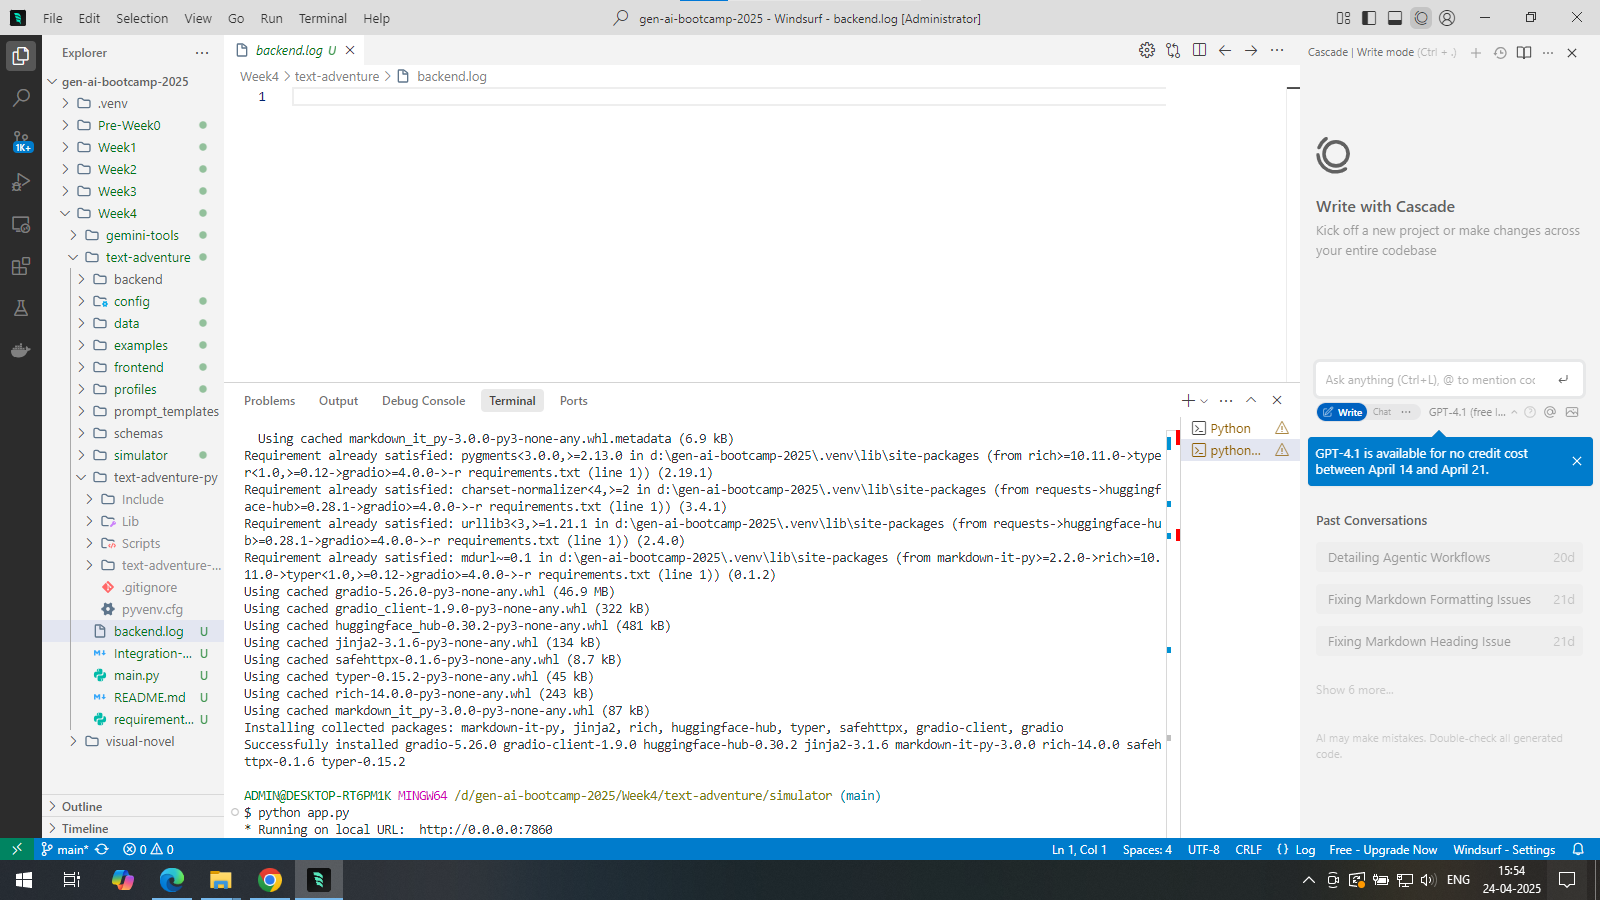 File Edit Selection View Go Run Terminal Help
gen-ai-bootcamp-2025 - Windsurf - backend.log [Administrator]
Explorer
gen-ai-bootcamp-2025
.venv
Pre-Week0
Week1
Week2
Week3
Week4
gemini-tools
text-adventure
backend
config
data
examples
frontend
profiles
prompt_templates
schemas
simulator
text-adventure-py
Include
Lib
Scripts
text-adventure-...
.gitignore
pyvenv.cfg
backend.log U
Integration-... U
main.py U
README.md U
requirement... U
visual-novel
Outline
Timeline
1K+
backend.log U
Week4 > text-adventure > backend.log
1
Problems Output Debug Console Terminal Ports
Using cached markdown_it_py-3.0.0-py3-none-any.whl.metadata (6.9 kB)
Requirement already satisfied: pygments<3.0.0,>=2.13.0 in d:\gen-ai-bootcamp-2025\.venv\lib\site-packages (from rich>=10.11.0->type
r<1.0,>=0.12->gradio>=4.0.0->-r requirements.txt (line 1)) (2.19.1)
Requirement already satisfied: charset-normalizer<4,>=2 in d:\gen-ai-bootcamp-2025\.venv\lib\site-packages (from requests->huggingf
ace-hub>=0.28.1->gradio>=4.0.0->-r requirements.txt (line 1)) (3.4.1)
Requirement already satisfied: urllib3<3,>=1.21.1 in d:\gen-ai-bootcamp-2025\.venv\lib\site-packages (from requests->huggingface-hu
b>=0.28.1->gradio>=4.0.0->-r requirements.txt (line 1)) (2.4.0)
Requirement already satisfied: mdurl~=0.1 in d:\gen-ai-bootcamp-2025\.venv\lib\site-packages (from markdown-it-py>=2.2.0->rich>=10.
11.0->typer<1.0,>=0.12->gradio>=4.0.0->-r requirements.txt (line 1)) (0.1.2)
Using cached gradio-5.26.0-py3-none-any.whl (46.9 MB)
Using cached gradio_client-1.9.0-py3-none-any.whl (322 kB)
Using cached huggingface_hub-0.30.2-py3-none-any.whl (481 kB)
Using cached jinja2-3.1.6-py3-none-any.whl (134 kB)
Using cached safehttpx-0.1.6-py3-none-any.whl (8.7 kB)
Using cached typer-0.15.2-py3-none-any.whl (45 kB)
Using cached rich-14.0.0-py3-none-any.whl (243 kB)
Using cached markdown_it_py-3.0.0-py3-none-any.whl (87 kB)
Installing collected packages: markdown-it-py, jinja2, rich, huggingface-hub, typer, safehttpx, gradio-client, gradio
Successfully installed gradio-5.26.0 gradio-client-1.9.0 huggingface-hub-0.30.2 jinja2-3.1.6 markdown-it-py-3.0.0 rich-14.0.0 safeh
ttpx-0.1.6 typer-0.15.2
ADMIN@DESKTOP-RT6PM1K MINGW64 /d/gen-ai-bootcamp-2025/Week4/text-adventure/simulator (main)
$ python app.py
* Running on local URL:  http://0.0.0.0:7860
Python
python...
Cascade | Write mode (Ctrl + .)
Write with Cascade
Kick off a new project or make changes across
your entire codebase
Ask anything (Ctrl+L), @ to mention coc
Write Chat ... GPT-4.1 (free l...
GPT-4.1 is available for no credit cost
between April 14 and April 21.
Past Conversations
Detailing Agentic Workflows 20d
Fixing Markdown Formatting Issues 21d
Fixing Markdown Heading Issue 21d
Show 6 more...
AI may make mistakes. Double-check all generated
code.
main* 0 0 Ln 1, Col 1 Spaces: 4 UTF-8 CRLF {} Log Free - Upgrade Now Windsurf - Settings
ENG
15:54
24-04-2025